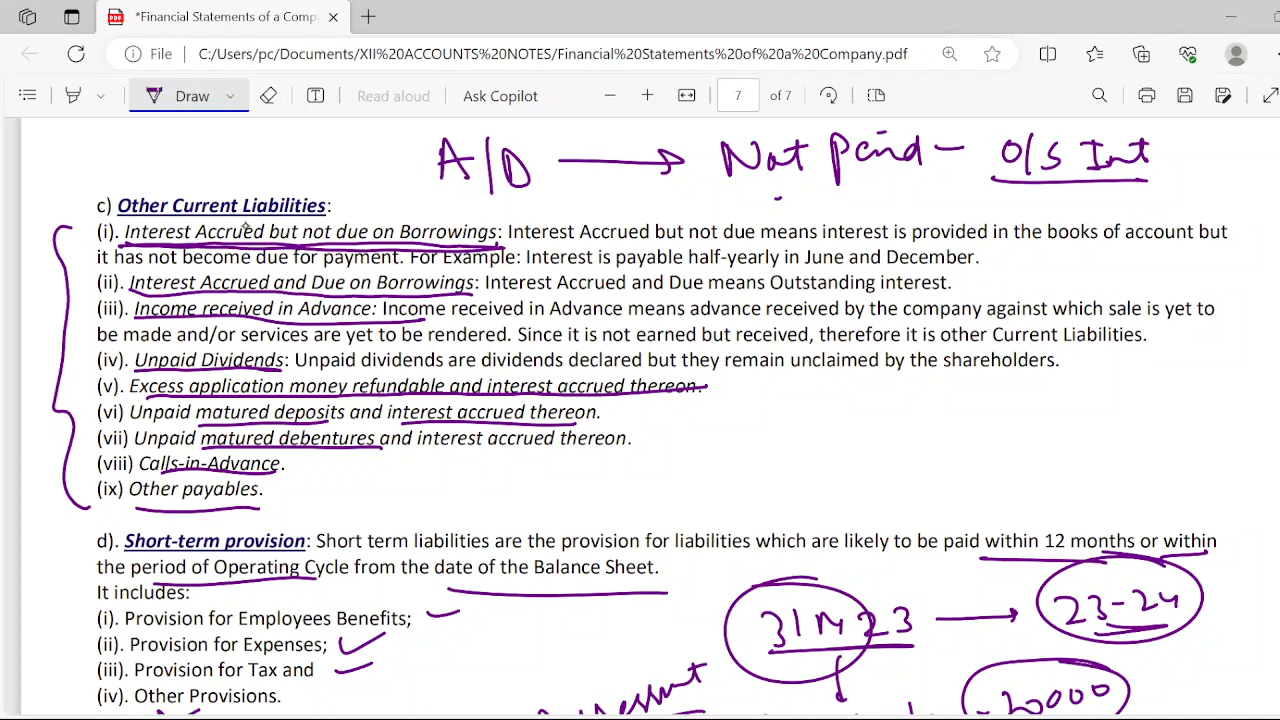 *Financial Statements of a Comp
File C:/Users/pc/Documents/XII%20ACCOUNTS%20NOTES/Financial%20Statements%20of%20a%20Company.pdf
Draw Read aloud Ask Copilot 7 of 7
A/D → Not Paid - O/S Int
c) Other Current Liabilities:
(i). Interest Accrued but not due on Borrowings: Interest Accrued but not due means interest is provided in the books of account but
it has not become due for payment. For Example: Interest is payable half-yearly in June and December.
(ii). Interest Accrued and Due on Borrowings: Interest Accrued and Due means Outstanding interest.
(iii). Income received in Advance: Income received in Advance means advance received by the company against which sale is yet to
be made and/or services are yet to be rendered. Since it is not earned but received, therefore it is other Current Liabilities.
(iv). Unpaid Dividends: Unpaid dividends are dividends declared but they remain unclaimed by the shareholders.
(v). Excess application money refundable and interest accrued thereon.
(vi) Unpaid matured deposits and interest accrued thereon.
(vii) Unpaid matured debentures and interest accrued thereon.
(viii) Calls-in-Advance.
(ix) Other payables.
d). Short-term provision: Short term liabilities are the provision for liabilities which are likely to be paid within 12 months or within
the period of Operating Cycle from the date of the Balance Sheet.
It includes:
(i). Provision for Employees Benefits;
31 M 23 → 23-24
(ii). Provision for Expenses;
(iii). Provision for Tax and
(iv). Other Provisions.
20000